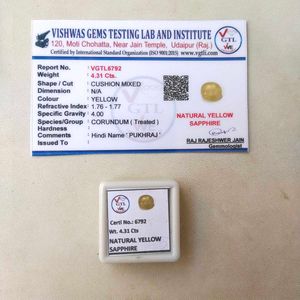 VISHWAS GEMS TESTING LAB AND INSTITUTE
120, Moti Chohatta, Near Jain Temple, Udaipur (Raj.)
Certified by International Standard Organization (ISO 9001:2015) www.vgtli.com
VGTL
Report No. : VGTL6792
Weight : 4.31 Cts.
Shape / Cut : CUSHION MIXED
Dimension : N/A
Colour : YELLOW
Refractive Index : 1.76 - 1.77
Specific Gravity : 4.00
Species/Group : CORUNDUM ( Treated )
Hardness :
Comments : Hindi Name " PUKHRAJ "
NATURAL YELLOW
SAPPHIRE
RAJ RAJESHWER JAIN
Gemmologist
VGTL
Certi No.: 6792
Wt. 4.31 Cts
NATURAL YELLOW
SAPPHIRE